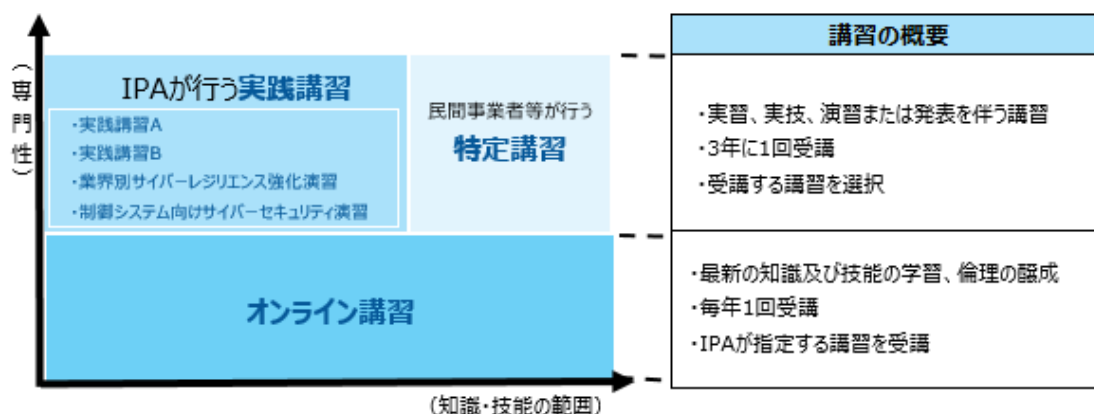 （専門性）
IPAが行う実践講習
・実践講習A
・実践講習B
・業界別サイバーレジリエンス強化演習
・制御システム向けサイバーセキュリティ演習
民間事業者等が行う
特定講習
オンライン講習
（知識・技能の範囲）
講習の概要
・実習、実技、演習または発表を伴う講習
・3年に1回受講
・受講する講習を選択
・最新の知識及び技能の学習、倫理の醸成
・毎年1回受講
・IPAが指定する講習を受講